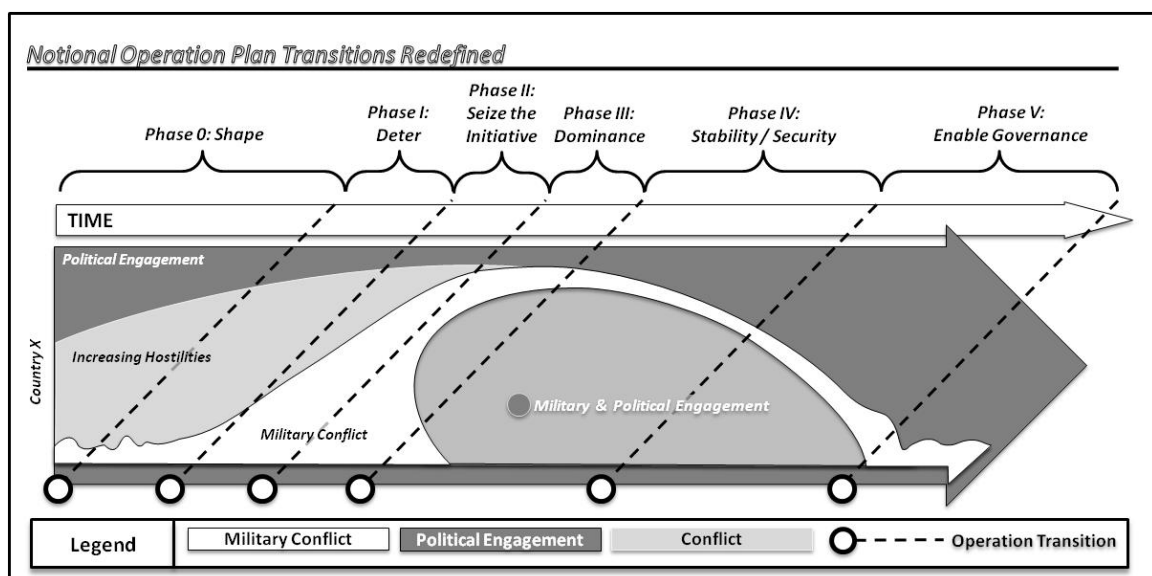 Notional Operation Plan Transitions Redefined
Phase 0: Shape
Phase I:
Deter
Phase II:
Seize the
Initiative
Phase III:
Dominance
Phase IV:
Stability / Security
Phase V:
Enable Governance
TIME
Political Engagement
Increasing Hostilities
Country X
Military & Political Engagement
Military Conflict
Legend
Military Conflict
Political Engagement
Conflict
Operation Transition